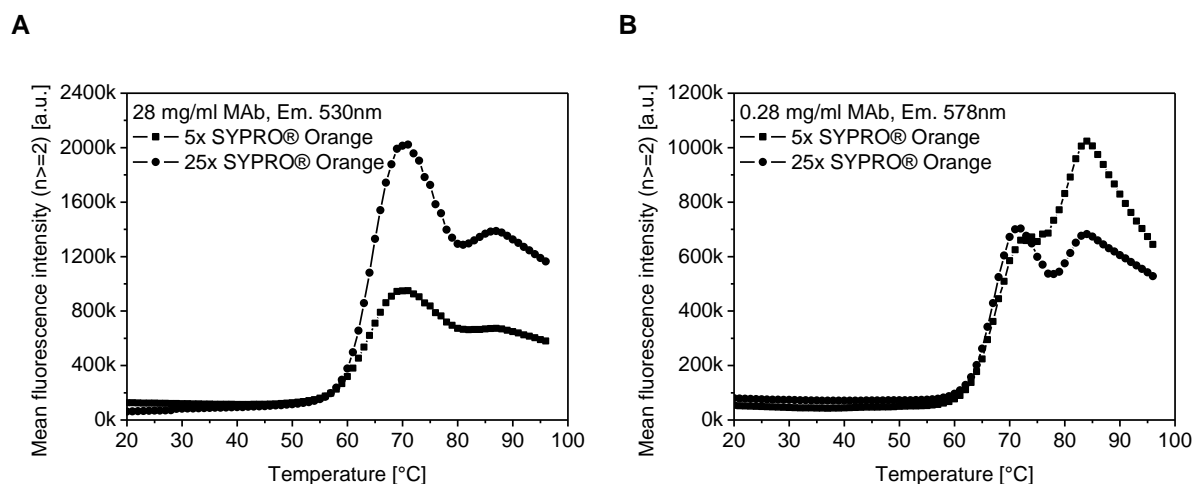 A
B
28 mg/ml MAb, Em. 530nm
5x SYPRO® Orange
25x SYPRO® Orange
Mean fluorescence intensity (n>=2) [a.u.]
2400k
2000k
1600k
1200k
800k
400k
0k
20 30 40 50 60 70 80 90 100
Temperature [°C]
0.28 mg/ml MAb, Em. 578nm
5x SYPRO® Orange
25x SYPRO® Orange
Mean fluorescence intensity (n>=2) [a.u.]
1200k
1000k
800k
600k
400k
200k
0k
20 30 40 50 60 70 80 90 100
Temperature [°C]